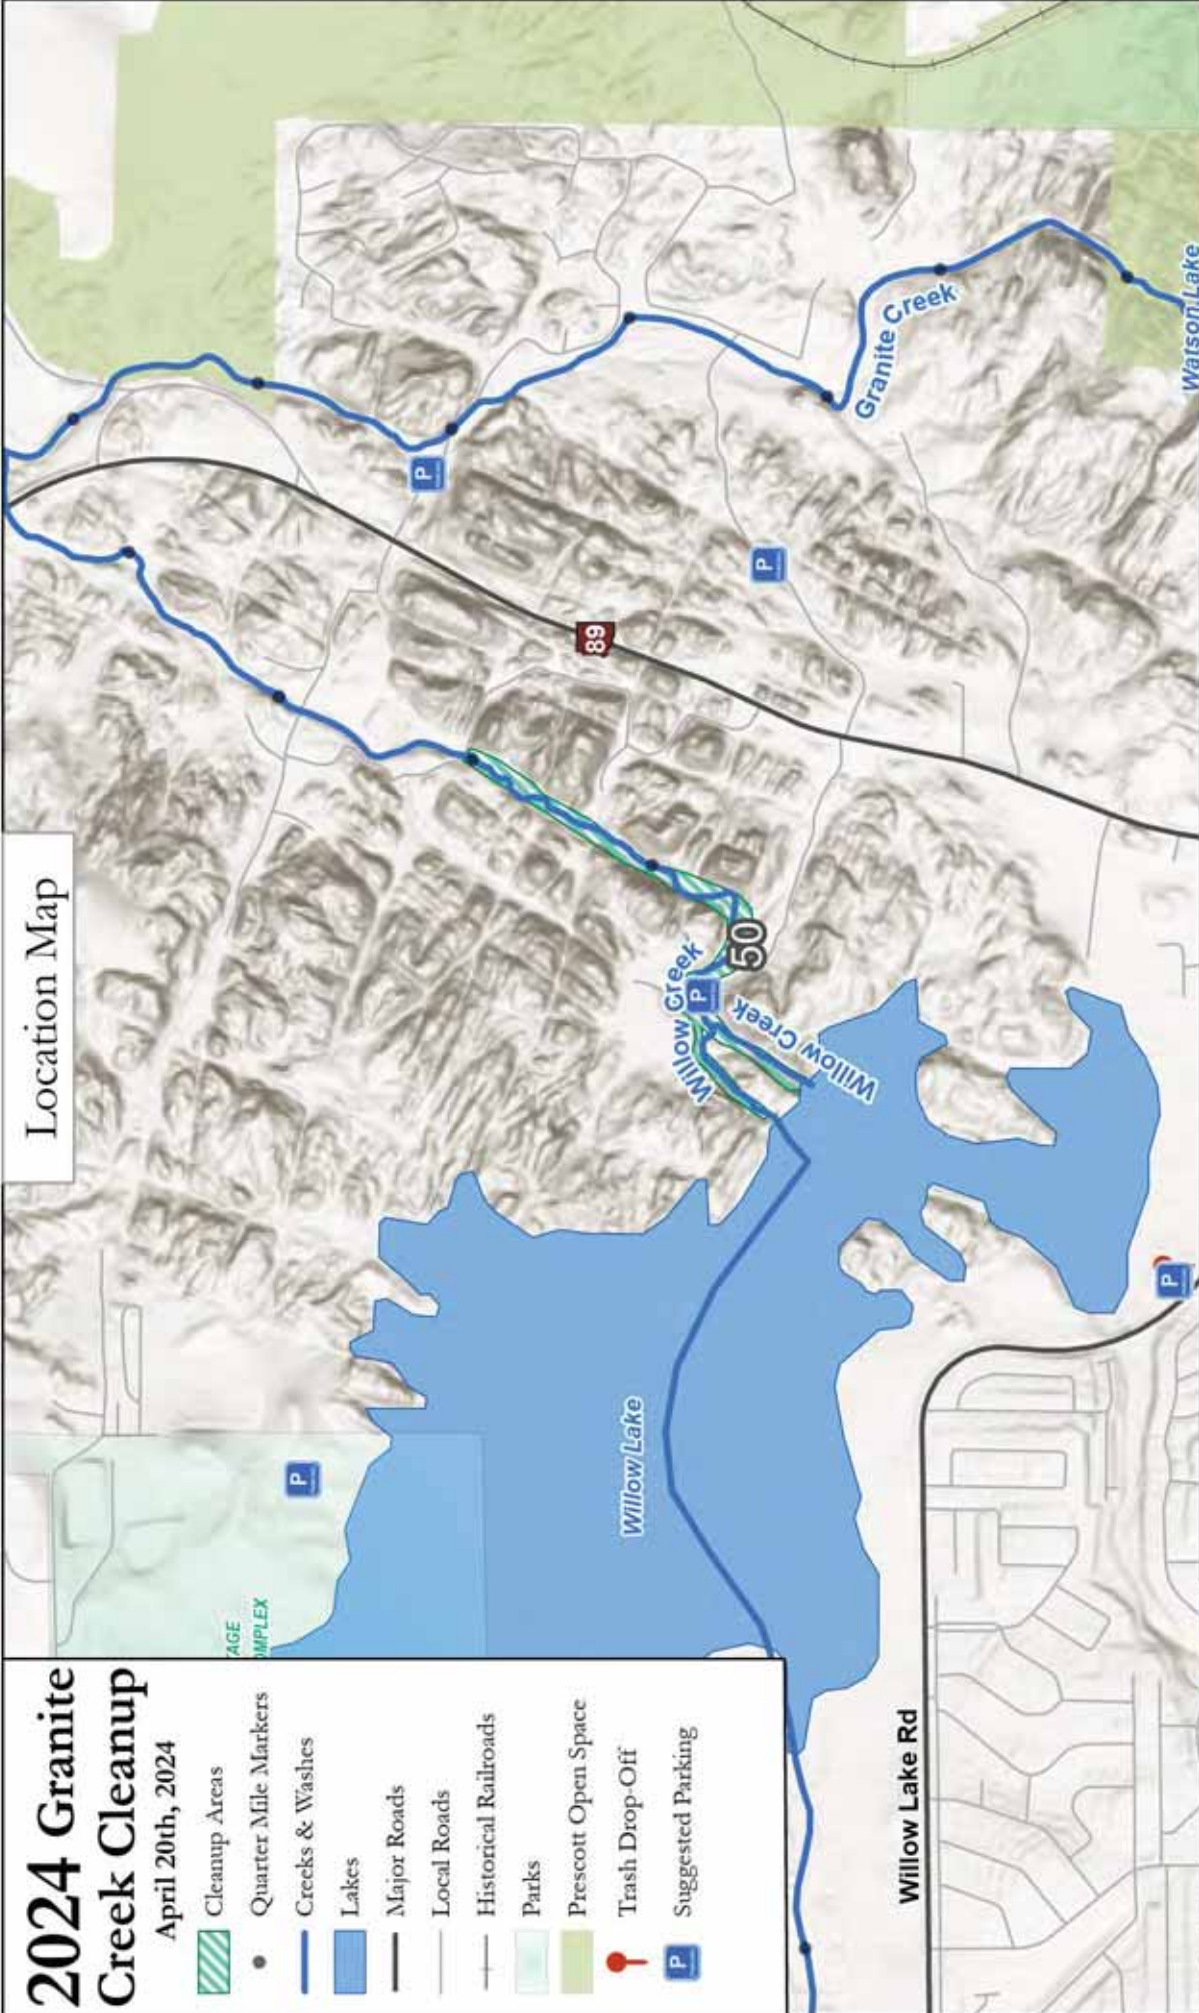 2024 Granite
Creek Cleanup
April 20th, 2024
Cleanup Areas
Quarter Mile Markers
Creeks & Washes
Lakes
Major Roads
Local Roads
Historical Railroads
Parks
Prescott Open Space
Trash Drop-Off
P
Suggested Parking
Location Map
TAGE
OMPLEX
P
Willow Lake
Willow Lake Rd
P
Willow Creek
P
Willow Creek
50
89
P
P
Granite Creek
Watson Lake